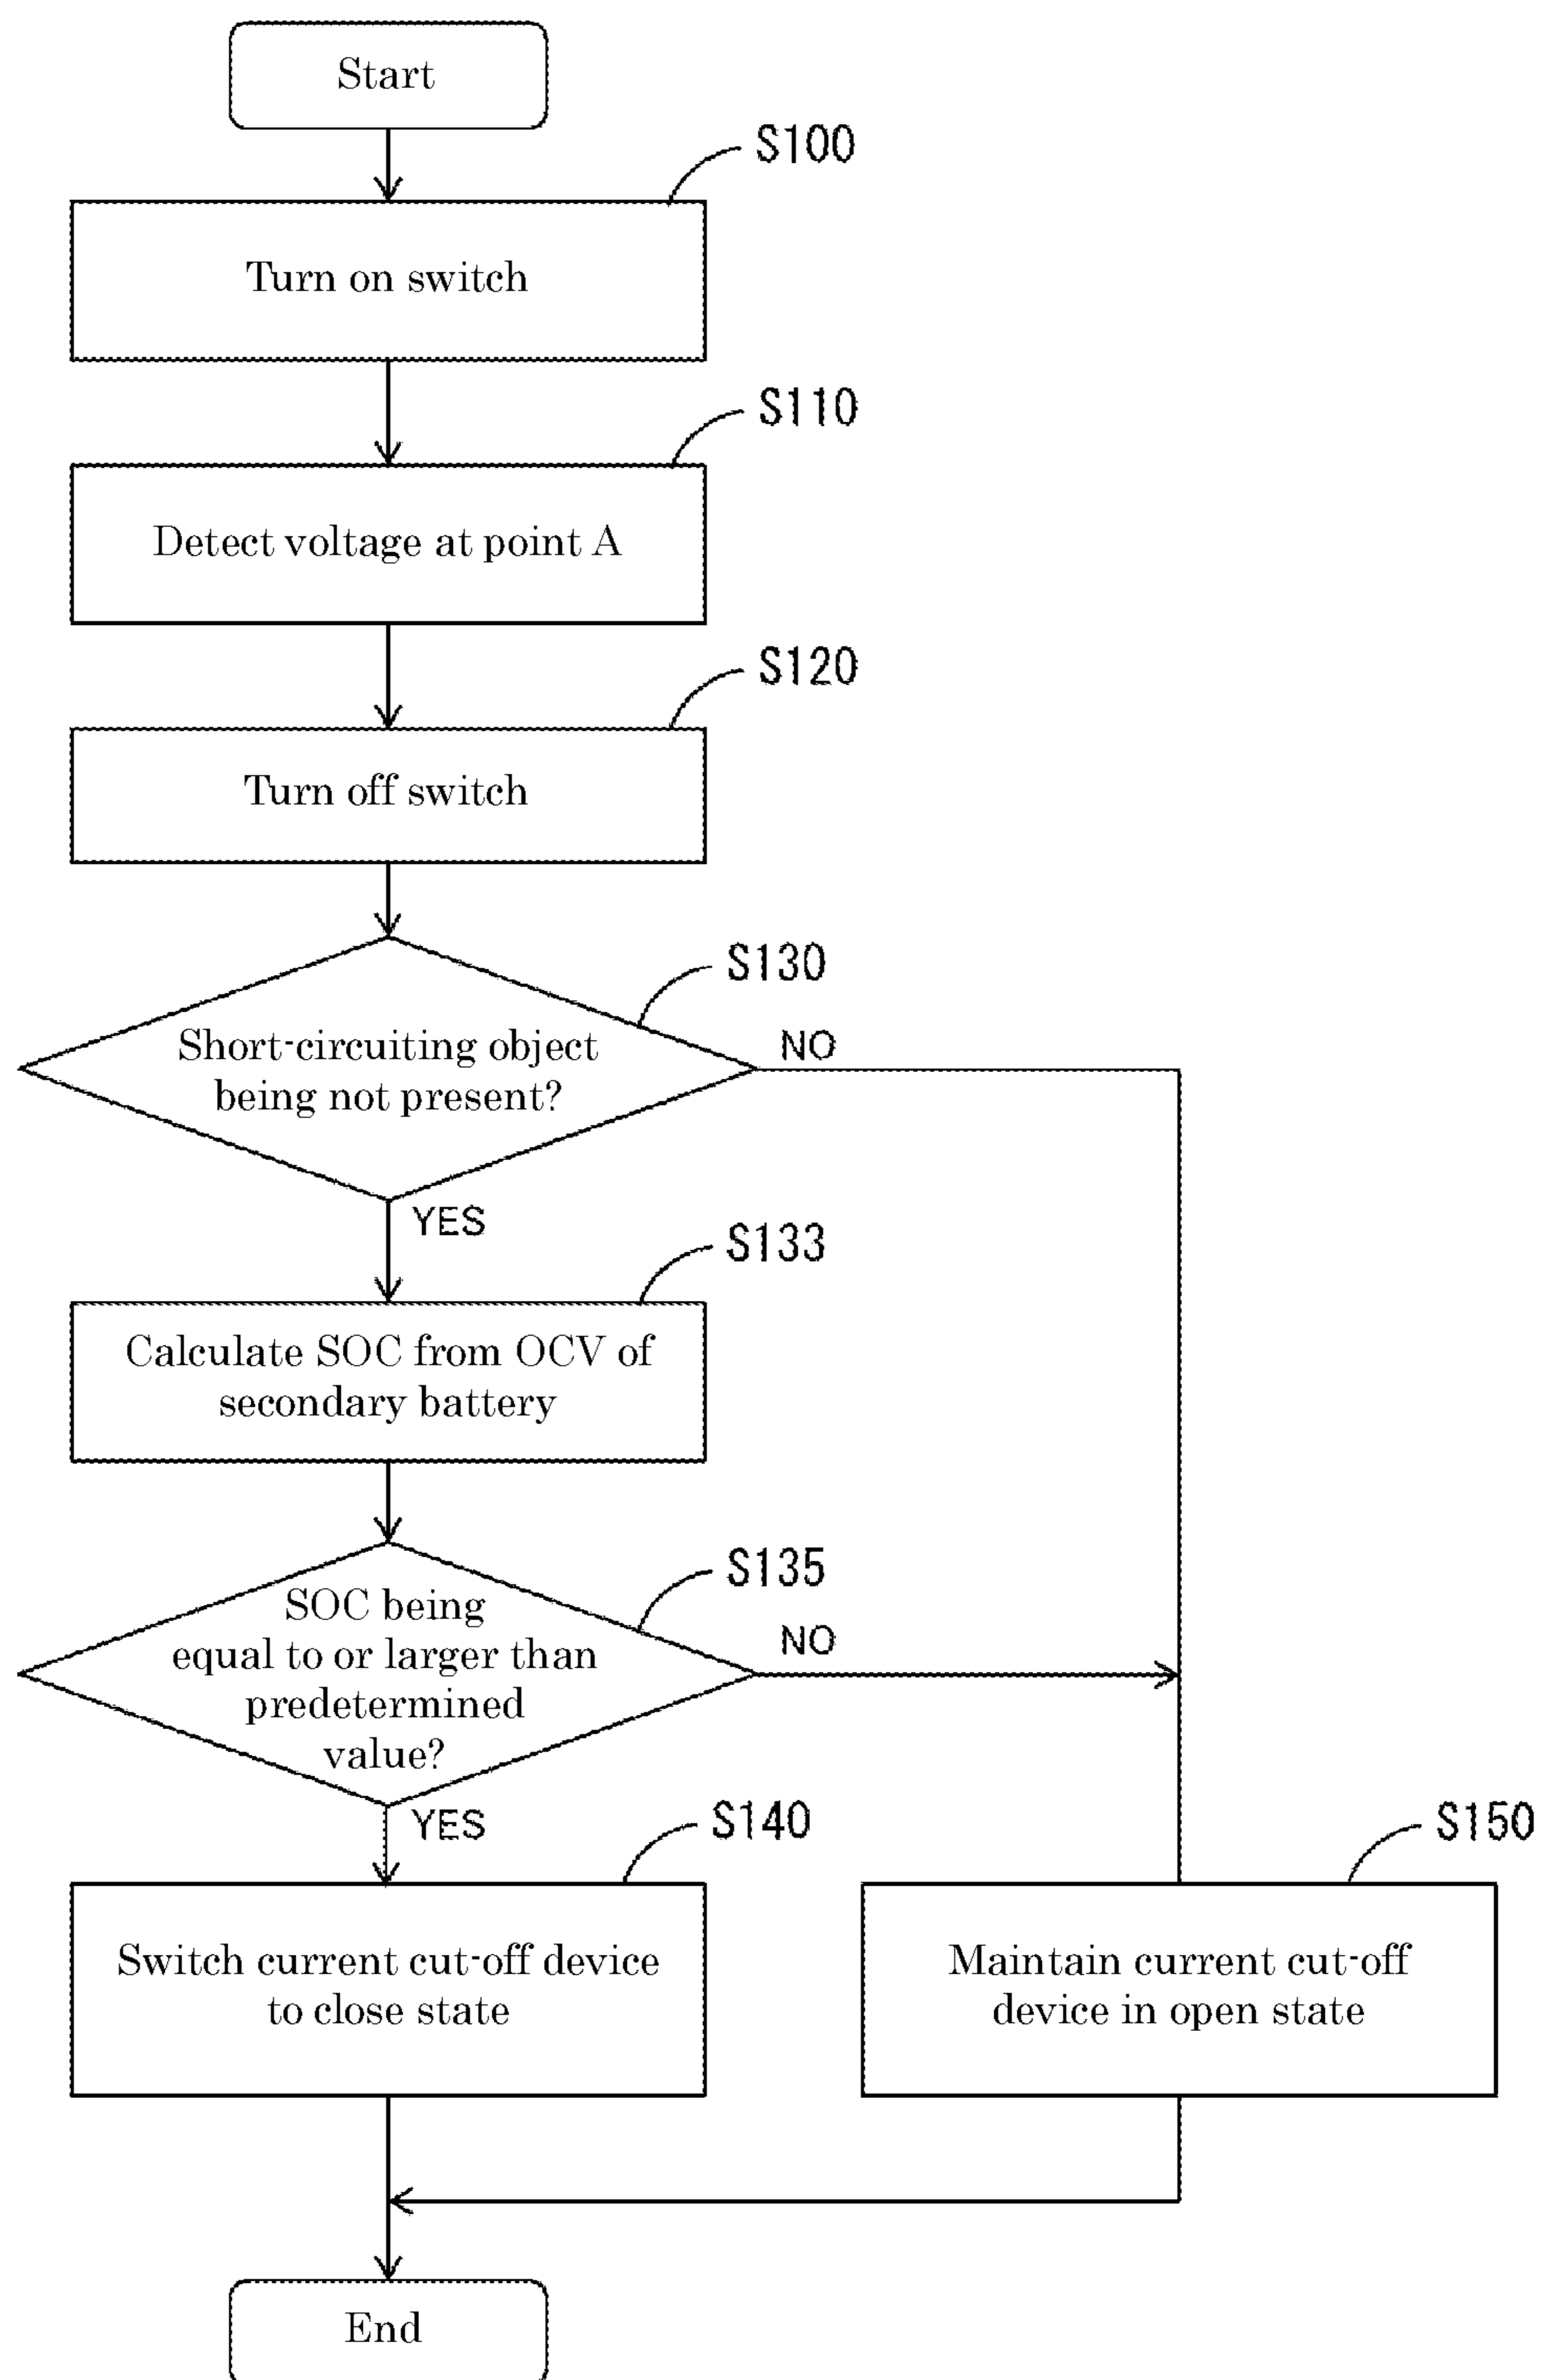 Start
S100
Turn on switch
S110
Detect voltage at point A
S120
Turn off switch
S130
Short-circuiting object
being not present?
NO
YES
S133
Calculate SOC from OCV of
secondary battery
S135
SOC being
equal to or larger than
predetermined
value?
NO
YES
S140
Switch current cut-off device
to close state
S150
Maintain current cut-off
device in open state
End